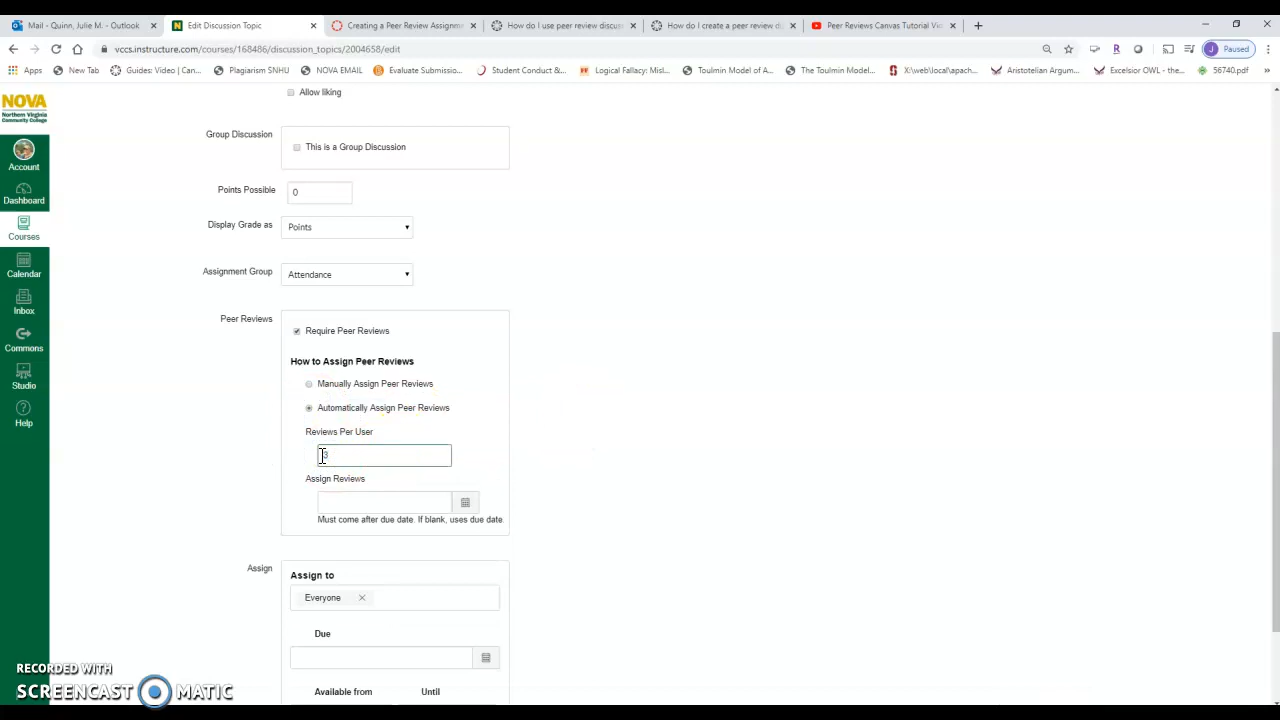 Mail - Quinn, Julie M. - Outlook
Edit Discussion Topic
Creating a Peer Review Assignm
How do I use peer review discus
How do I create a peer review d
Peer Reviews Canvas Tutorial Vi
vccs.instructure.com/courses/168486/discussion_topics/2004658/edit
J Paused
Apps
New Tab
Guides: Video | Can...
Plagiarism SNHU
NOVA EMAIL
Evaluate Submissio...
Student Conduct &...
Logical Fallacy: Misl...
Toulmin Model of A...
The Toulmin Model...
X:\web\local\apach...
Aristotelian Argum...
Excelsior OWL - the...
56740.pdf
NOVA
Northern Virginia
Community College
Account
Dashboard
Courses
Calendar
Inbox
Commons
Studio
Help
Allow liking
Group Discussion
This is a Group Discussion
Points Possible
0
Display Grade as
Points
Assignment Group
Attendance
Peer Reviews
Require Peer Reviews
How to Assign Peer Reviews
Manually Assign Peer Reviews
Automatically Assign Peer Reviews
Reviews Per User
3
Assign Reviews
Must come after due date. If blank, uses due date.
Assign
Assign to
Everyone
Due
Available from
Until
RECORDED WITH
SCREENCAST MATIC